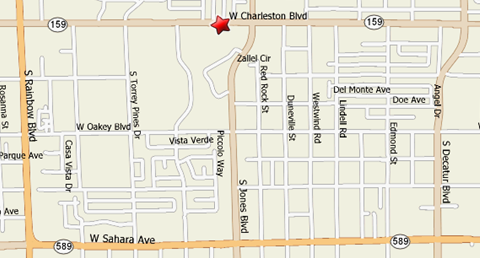 W Charleston Blvd
159
159
Zallel Cir
S Rainbow Blvd
Rosanna St
S Torrey Pines Dr
Red Rock St
Del Monte Ave
Doe Ave
Angel Dr
Duneville St
Westwind Rd
Lindell Rd
Edmond St
W Oakey Blvd
Vista Verde
Piccolo Way
Parque Ave
Casa Vista Dr
S Jones Blvd
S Decatur Blvd
Ave
W Sahara Ave
589
589